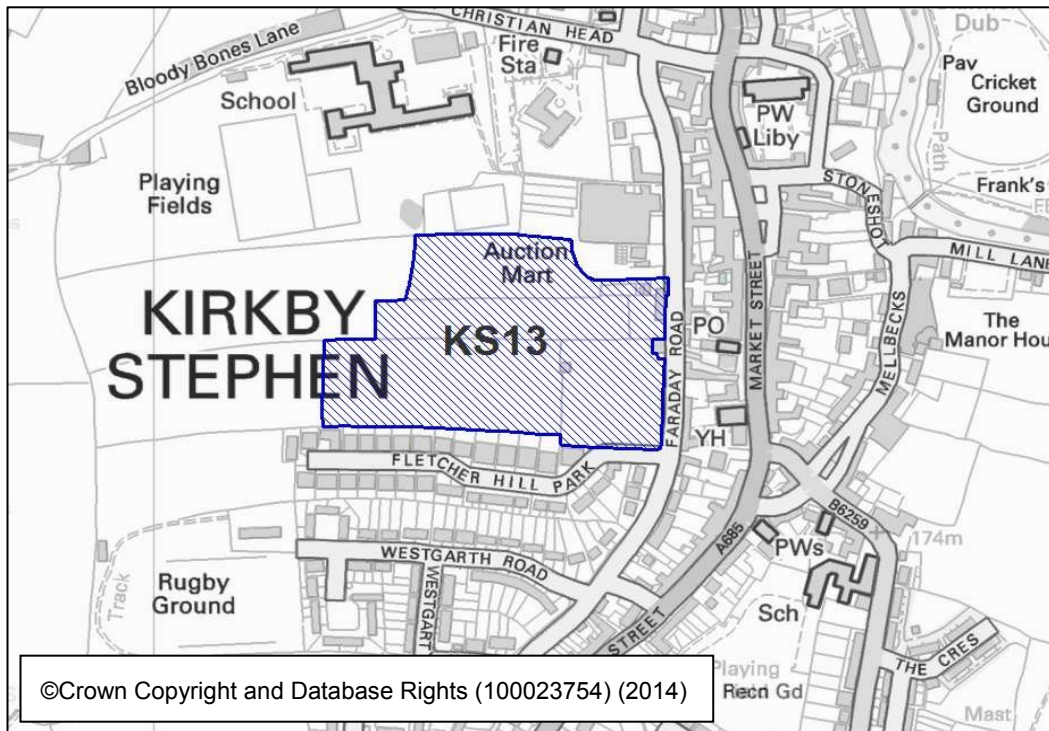 CHRISTIAN HEAD
Dub
Bloody Bones Lane
Fire
Sta
Pav
Cricket
Ground
School
PW
Liby
Path
STONESHOT
Frank's
Playing
Fields
MILL LANE
Auction
Mart
KIRKBY
STEPHEN
KS13
FARADAY ROAD
PO
MARKET STREET
MELLBECKS
The
Manor Hou
YH
FLETCHER HILL PARK
A685
B6259
174m
PWs
WESTGARTH ROAD
WESTGART
Rugby
Ground
Track
STREET
Sch
THE CRES
Playing
Recn Gd
Mast
©Crown Copyright and Database Rights (100023754) (2014)